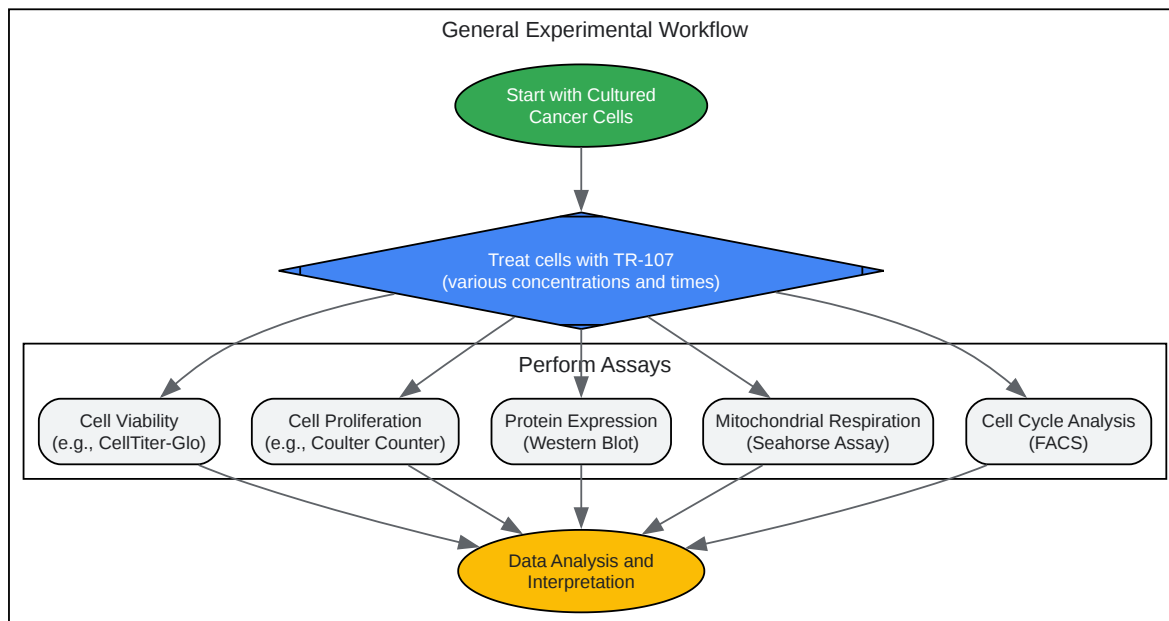 General Experimental Workflow
Start with Cultured
Cancer Cells
Treat cells with TR-107
(various concentrations and times)
Perform Assays
Cell Viability
(e.g., CellTiter-Glo)
Cell Proliferation
(e.g., Coulter Counter)
Protein Expression
(Western Blot)
Mitochondrial Respiration
(Seahorse Assay)
Cell Cycle Analysis
(FACS)
Data Analysis and
Interpretation